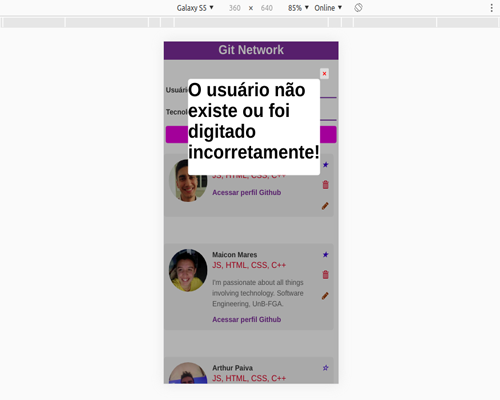 Galaxy S5 ▼ 360 × 640 85% ▼ Online ▼
Git Network
×
Usuári
O usuário não
existe ou foi
digitado
incorretamente!
Tecnol
JS, HTML, CSS, C++
Acessar perfil Github
Maicon Mares
JS, HTML, CSS, C++
I'm passionate about all things
involving technology. Software
Engineering, UnB-FGA.
Acessar perfil Github
Arthur Paiva
JS, HTML, CSS, C++